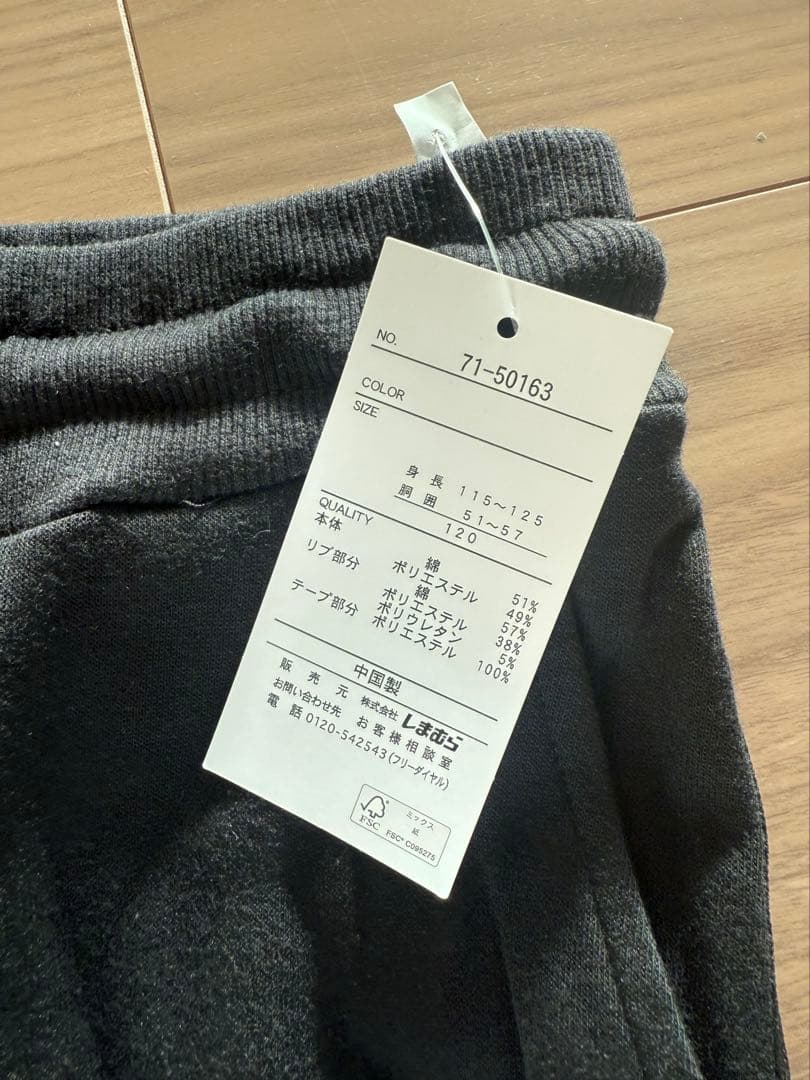 NO. 71-50163
COLOR
SIZE
身長 115～125
胴囲 51～57
120
QUALITY
本体 綿 51%
ポリエステル 49%
リブ部分 綿 57%
ポリエステル 38%
ポリウレタン 5%
テープ部分 ポリエステル 100%
中国製
販売元 株式会社しまむら
お問い合わせ先 お客様相談室
電話 0120-542543(フリーダイヤル)
FSC ミックス
紙
FSC® C095275